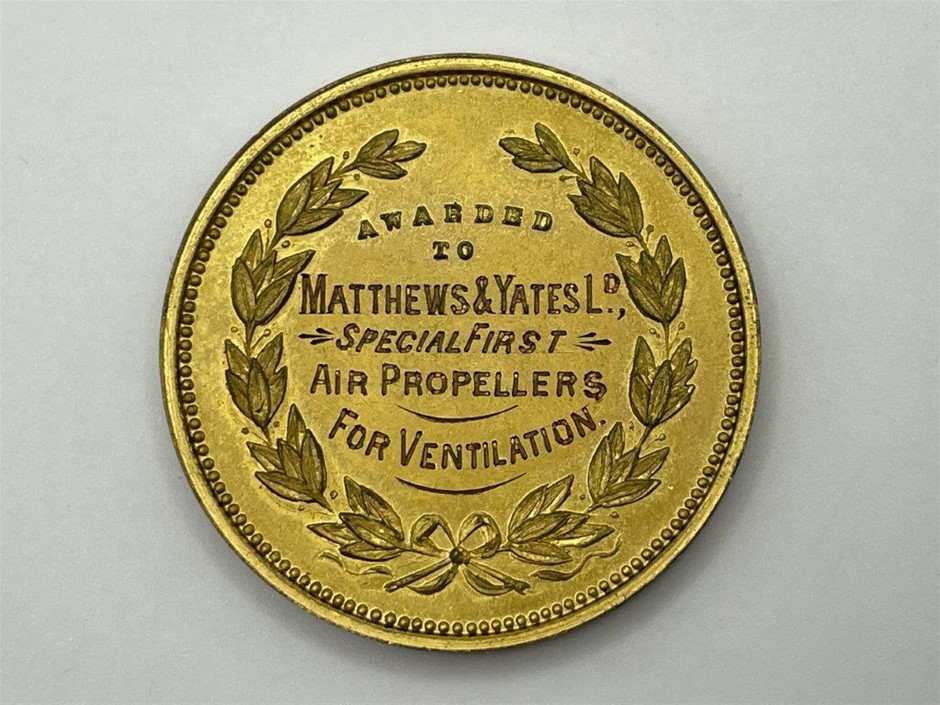 AWARDED
TO
MATTHEWS & YATES LD.,
SPECIAL FIRST
AIR PROPELLERS
FOR VENTILATION.